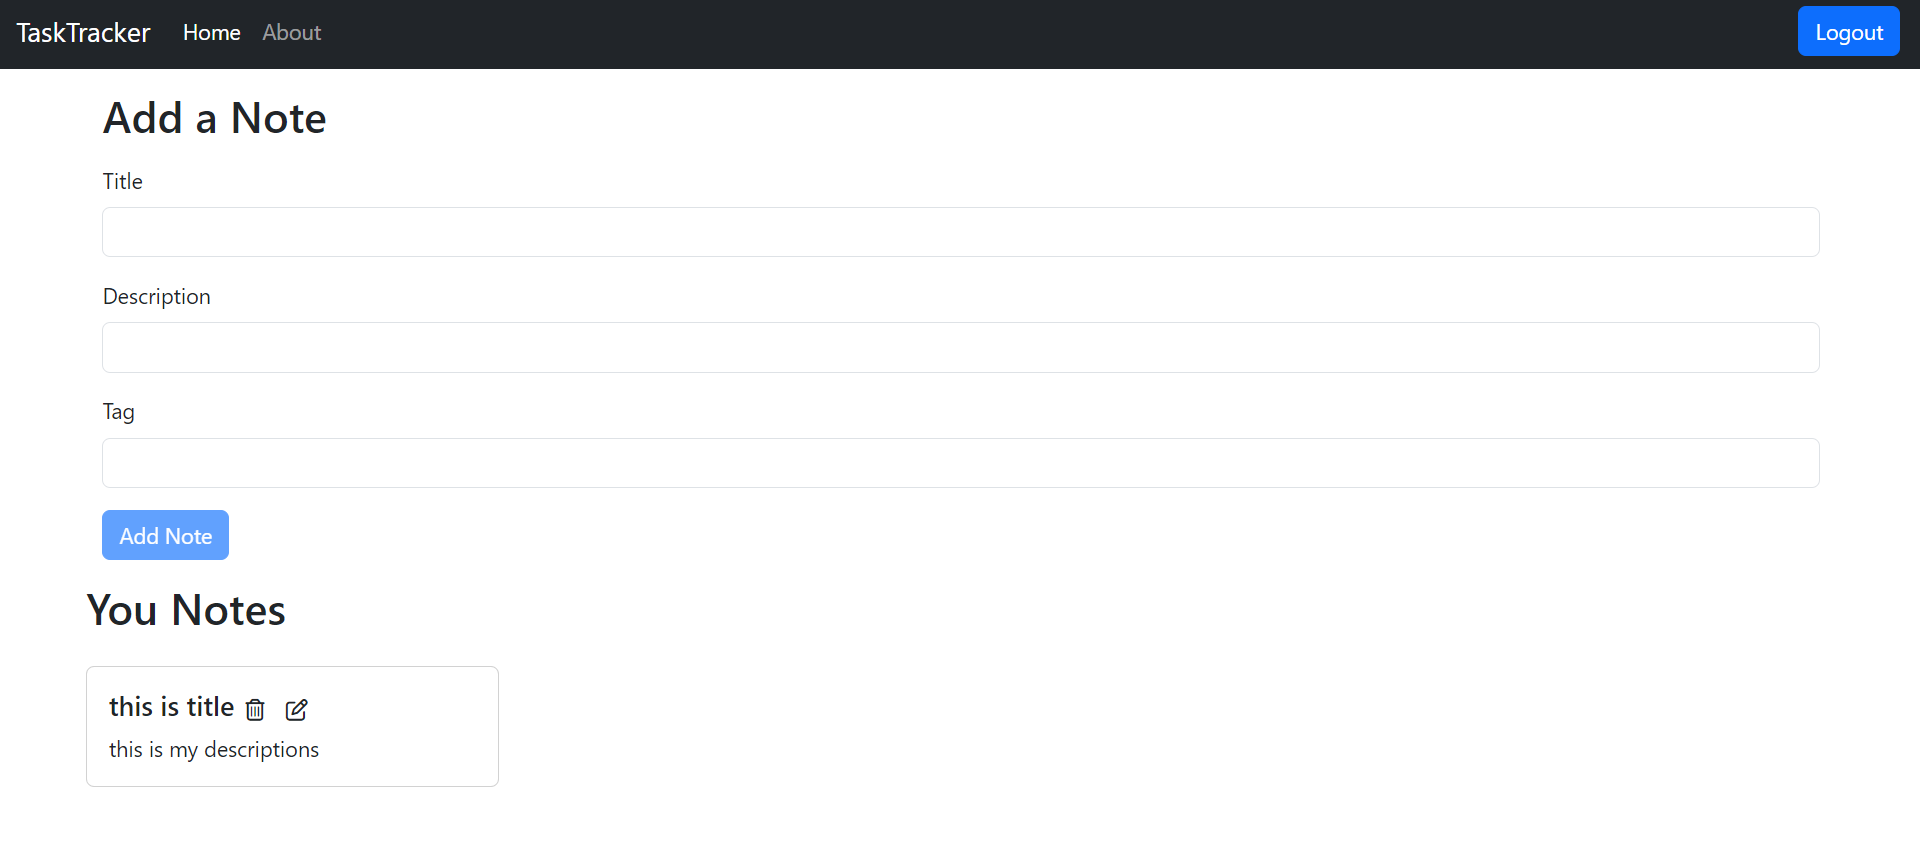 TaskTracker Home About Logout
Add a Note
Title
Description
Tag
Add Note
You Notes
this is title
this is my descriptions